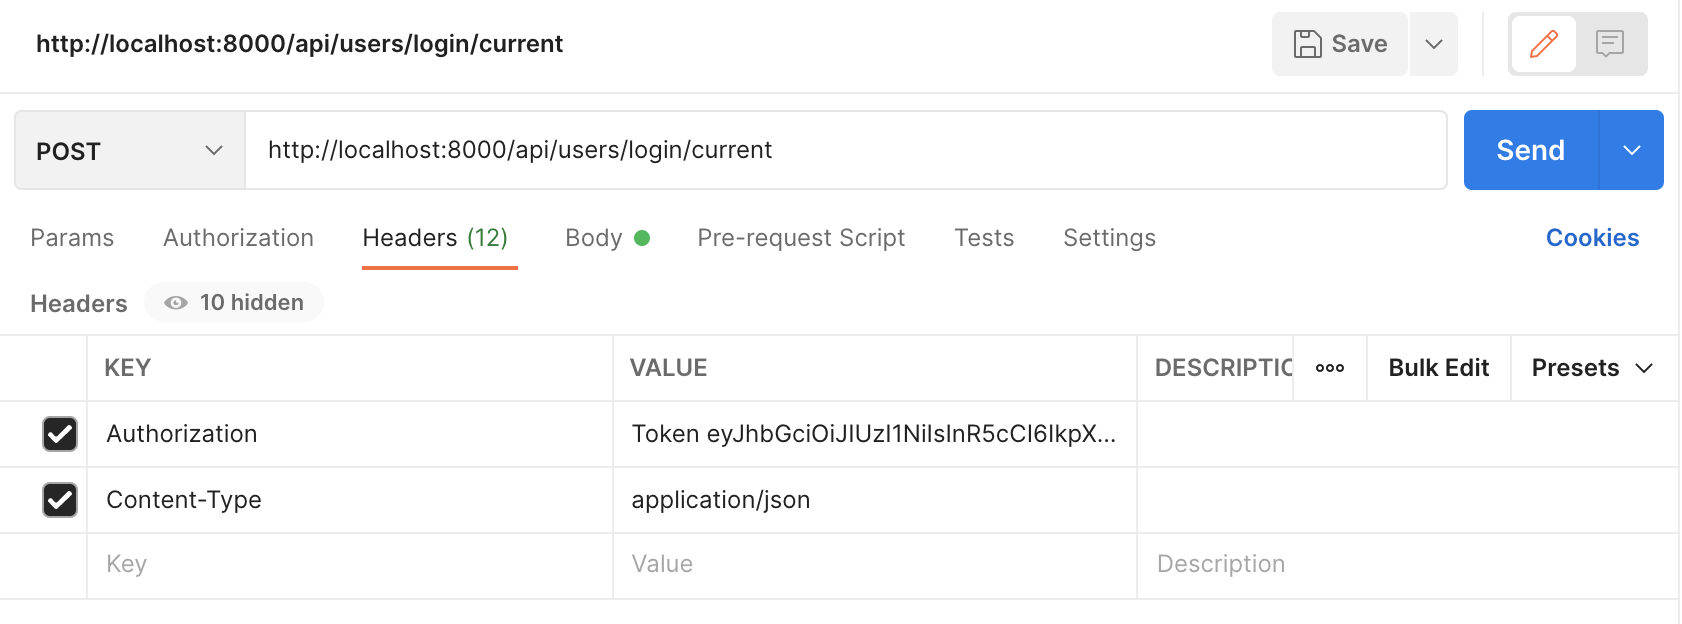 http://localhost:8000/api/users/login/current
Save
POST
http://localhost:8000/api/users/login/current
Send
Params Authorization Headers (12) Body Pre-request Script Tests Settings Cookies
Headers 10 hidden
KEY VALUE DESCRIPTIC ooo Bulk Edit Presets
Authorization Token eyJhbGciOiJIUzI1NiIsInR5cCI6IkpX...
Content-Type application/json
Key Value Description